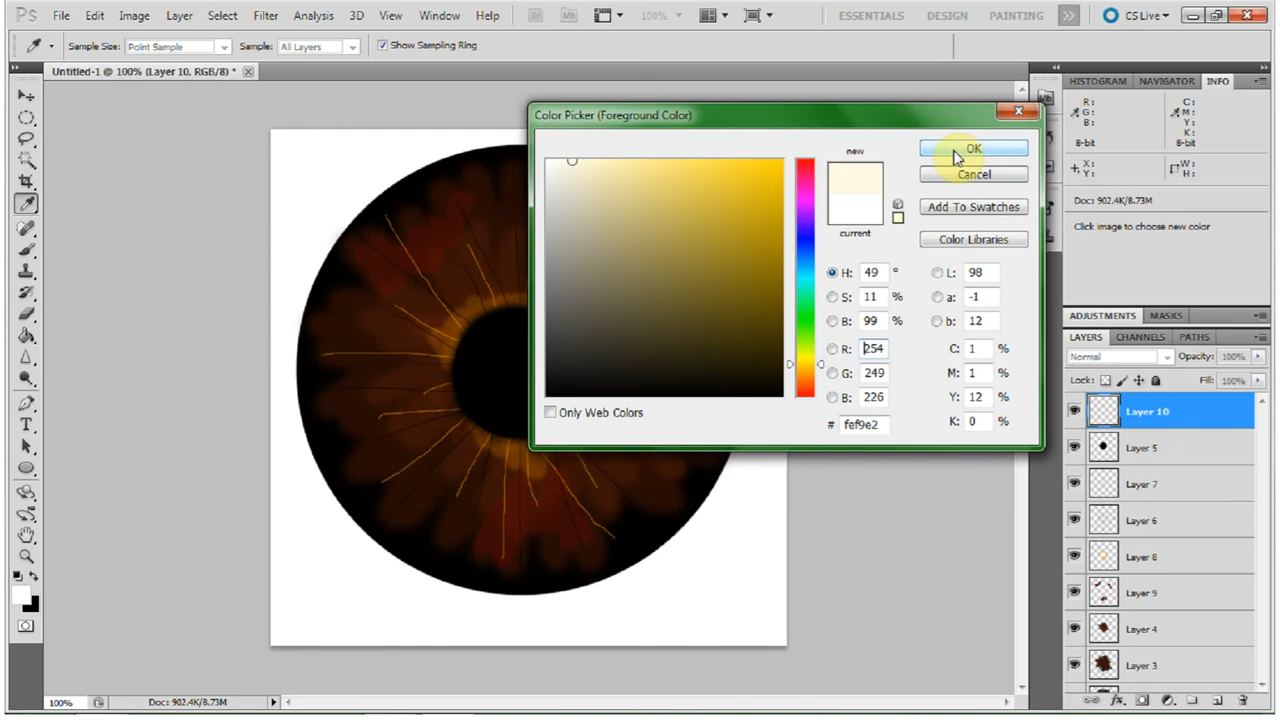 Ps File Edit Image Layer Select Filter Analysis 3D View Window Help Br Mb 100% ESSENTIALS DESIGN PAINTING CS Live
Sample Size: Point Sample Sample: All Layers Show Sampling Ring
Untitled-1 @ 100% (Layer 10, RGB/8) *
Color Picker (Foreground Color)
new
current
OK
Cancel
Add To Swatches
Color Libraries
H: 49 ° L: 98
S: 11 % a: -1
B: 99 % b: 12
R: 254 C: 1 %
G: 249 M: 1 %
B: 226 Y: 12 %
# fef9e2 K: 0 %
Only Web Colors
Mb
HISTOGRAM NAVIGATOR INFO
R: C:
G: M:
B: Y:
K:
8-bit 8-bit
X: W:
Y: H:
Doc: 902.4K/8.73M
Click image to choose new color
ADJUSTMENTS MASKS
LAYERS CHANNELS PATHS
Normal Opacity: 100%
Lock: Fill: 100%
Layer 10
Layer 5
Layer 7
Layer 6
Layer 8
Layer 9
Layer 4
Layer 3
fx
T
100% Doc: 902.4K/8.73M